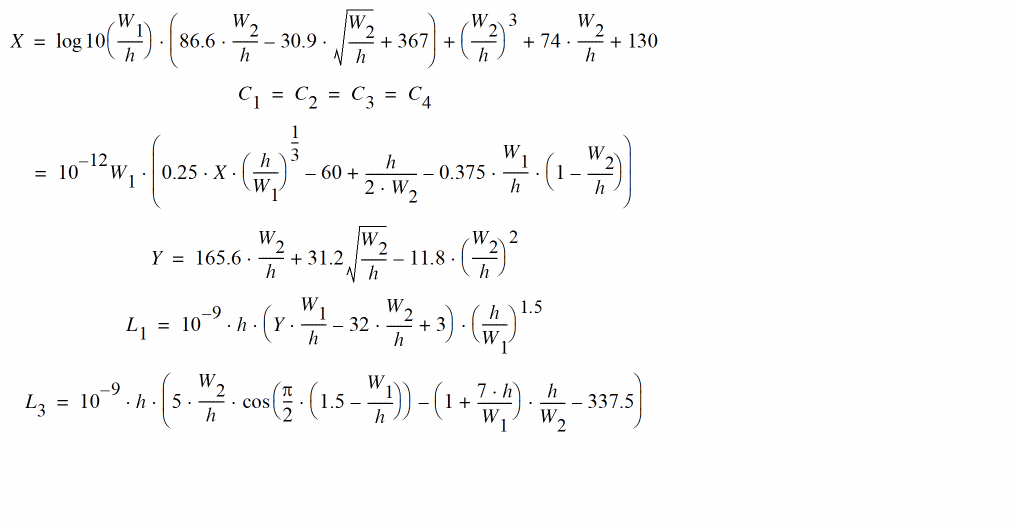 X = log10(W₁/h) · (86.6 · W₂/h – 30.9 · √(W₂/h) + 367) + (W₂/h)³ + 74 · W₂/h + 130
C₁ = C₂ = C₃ = C₄
= 10⁻¹²W₁ · (0.25 · X · (h/W₁)^(1/3) – 60 + h/(2 · W₂) – 0.375 · W₁/h · (1 – W₂/h))
Y = 165.6 · W₂/h + 31.2√(W₂/h) – 11.8 · (W₂/h)²
L₁ = 10⁻⁹ · h · (Y · W₁/h – 32 · W₂/h + 3) · (h/W₁)^1.5
L₃ = 10⁻⁹ · h · (5 · W₂/h · cos(π/2 · (1.5 – W₁/h)) – (1 + (7 · h)/W₁) · h/W₂ – 337.5)